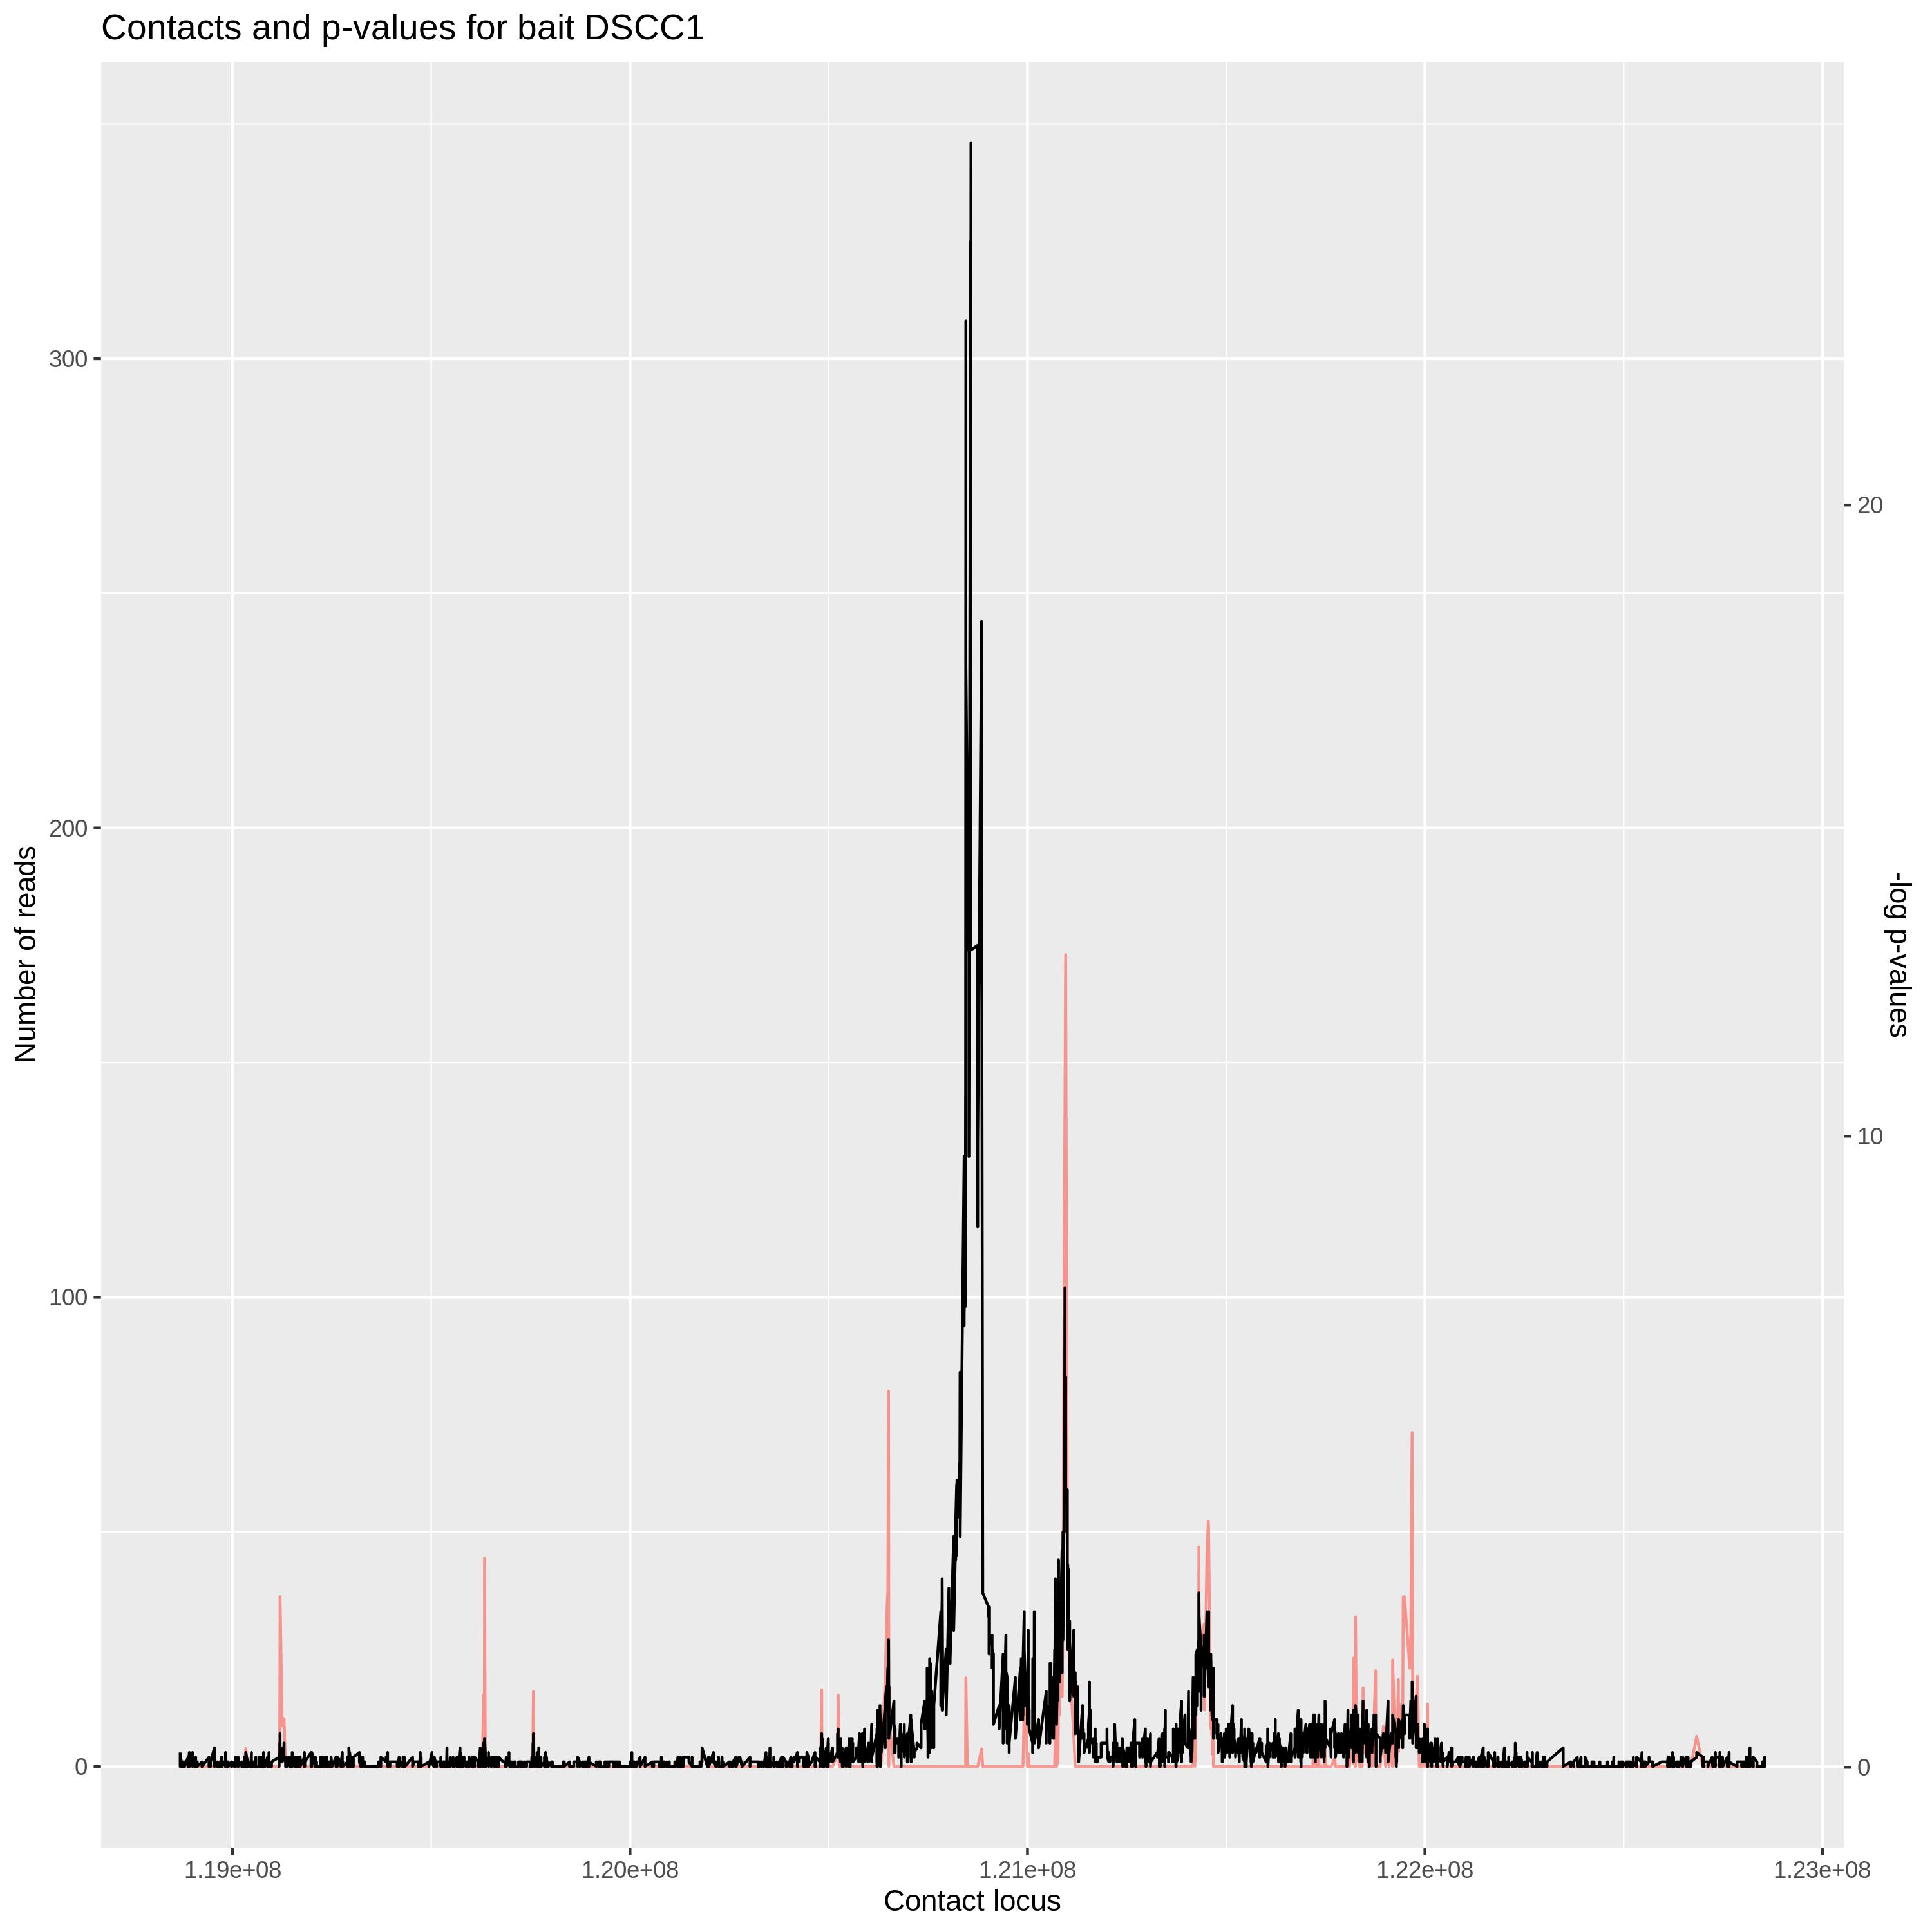 Contacts and p-values for bait DSCC1
Number of reads
300
200
100
0
20
10
0
-log p-values
1.19e+08 1.20e+08 1.21e+08 1.22e+08 1.23e+08
Contact locus